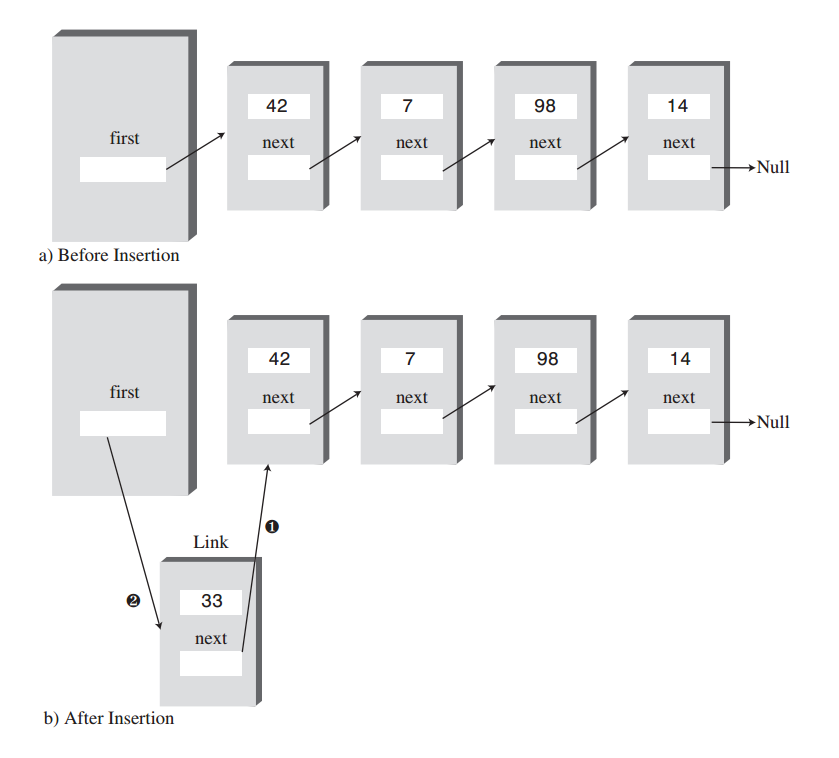 42 7 98 14
first next next next next
Null
a) Before Insertion
42 7 98 14
first next next next next
Null
❶
Link
❷ 33
next
b) After Insertion